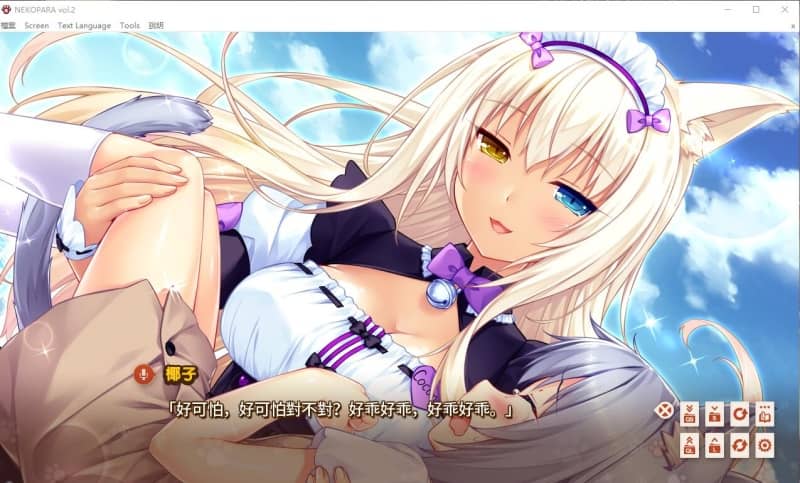 NEKOPARA vol.2
檔案 Screen Text Language Tools 說明
Coco
椰子
「好可怕，好可怕對不對？好乖好乖，好乖好乖。」